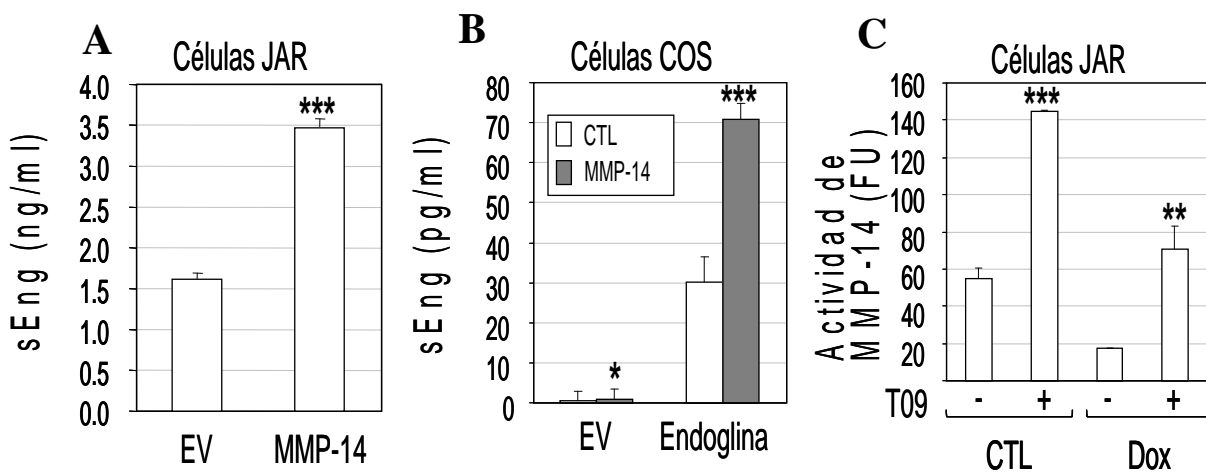 A
Células JAR
sEng (ng/ml)
4.0
3.5
3.0
2.5
2.0
1.5
1.0
0.5
0.0
***
EV
MMP-14
B
Células COS
sEng (pg/ml)
80
70
60
50
40
30
20
10
0
CTL
MMP-14
*
***
EV
Endoglina
C
Células JAR
Actividad de
MMP-14 (FU)
160
140
120
100
80
60
40
20
***
**
T09
- + - +
CTL
Dox